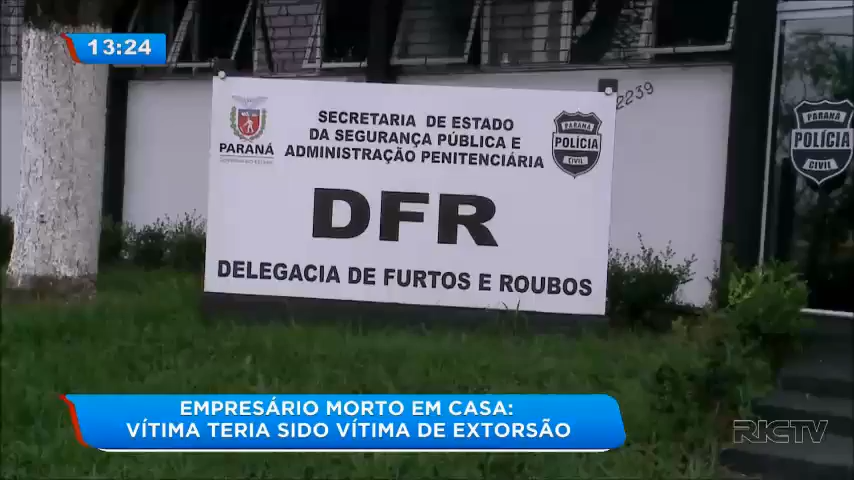 13:24
2239
SECRETARIA DE ESTADO
DA SEGURANÇA PÚBLICA E
ADMINISTRAÇÃO PENITENCIÁRIA
PARANÁ
PARANÁ
POLÍCIA
CIVIL
PARANÁ
POLÍCIA
CIVIL
DFR
DELEGACIA DE FURTOS E ROUBOS
EMPRESÁRIO MORTO EM CASA:
VÍTIMA TERIA SIDO VÍTIMA DE EXTORSÃO
RICTV